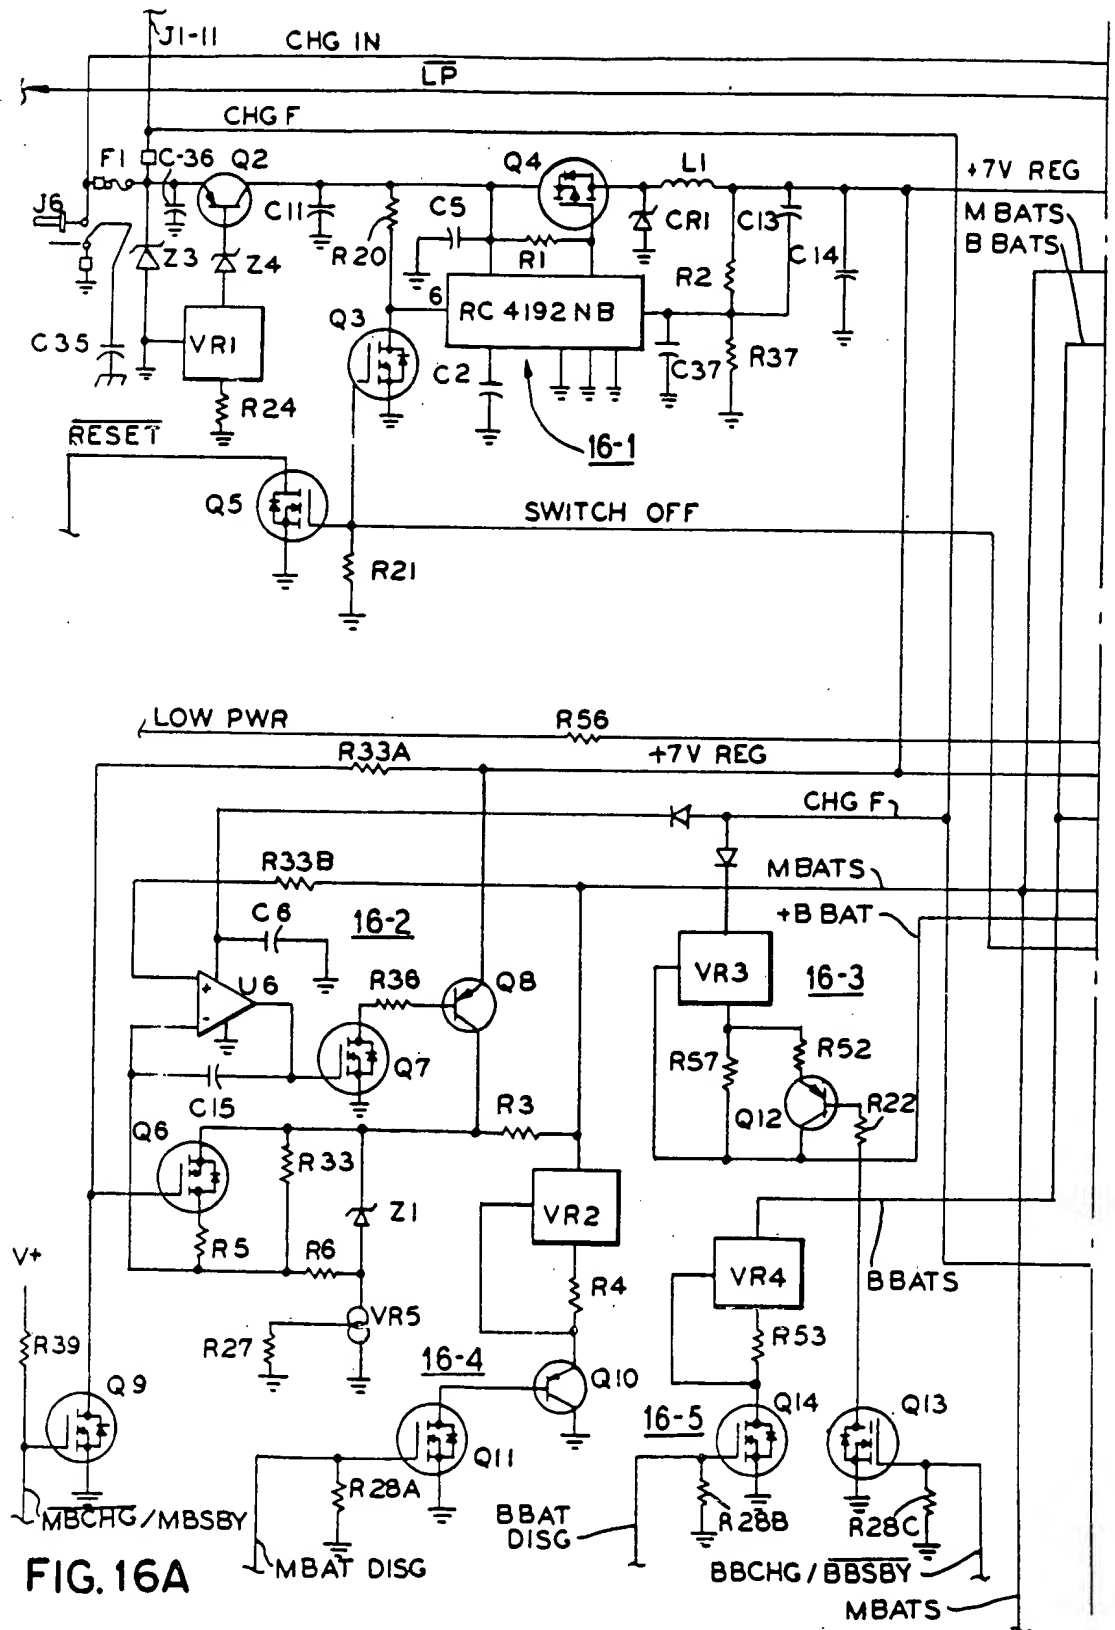 J1-11
CHG IN
LP
CHG F
F1
C-36
Q2
Q4
L1
+7V REG
J6
C11
C5
CR1
C13
M BATS
B BATS
Z3
Z4
R20
R1
R2
C14
6
RC 4192 NB
Q3
C35
VR1
C2
C37
R37
R24
RESET
16-1
Q5
SWITCH OFF
R21
LOW PWR
R56
R33A
+7V REG
CHG F
R33B
M BATS
C6
16-2
+B BAT
U6
+
-
R36
Q8
VR3
16-3
Q7
R57
R52
C15
R3
Q12
R22
Q6
R33
Z1
VR2
R5
R6
VR4
B BATS
V+
R4
VR5
R39
R27
16-4
R53
Q9
Q10
Q14
Q13
16-5
Q11
R28A
BBAT
DISG
R28B
R28C
MBCHG/MBSBY
MBAT DISG
BBCHG/BBSBY
FIG. 16A
MBATS